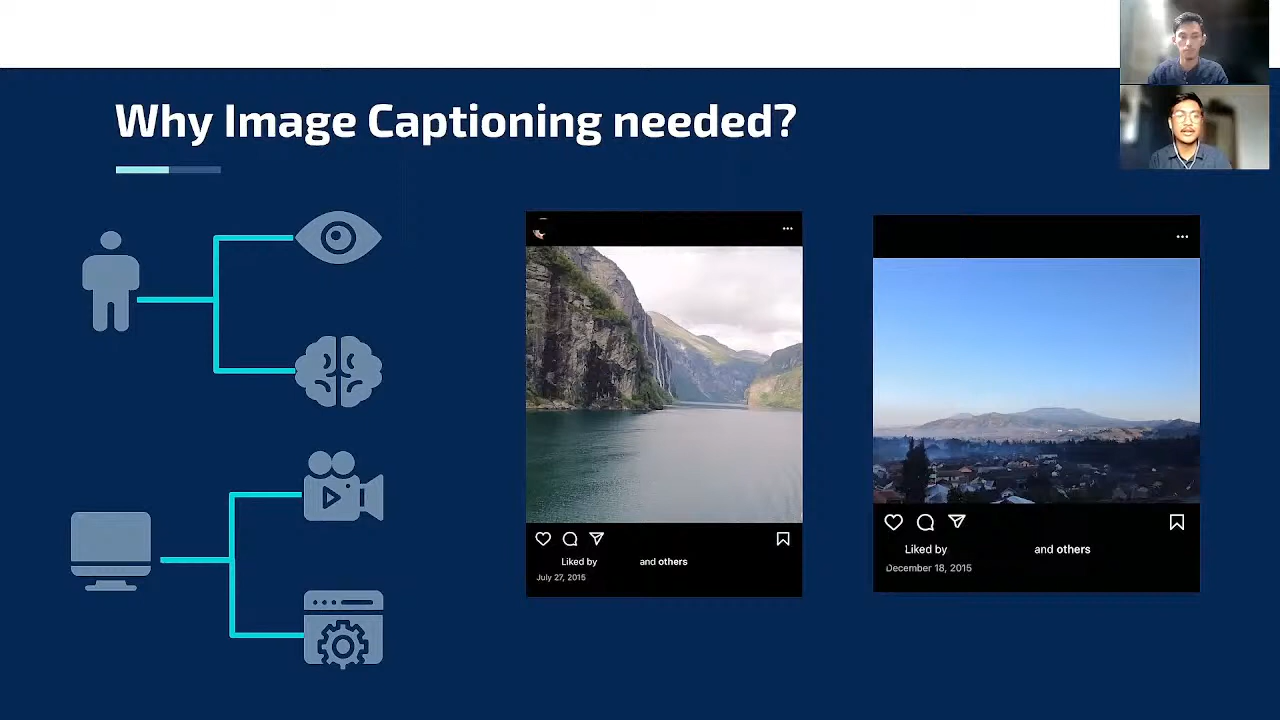 Why Image Captioning needed?
Liked by and others
July 27, 2015
Liked by and others
December 18, 2015